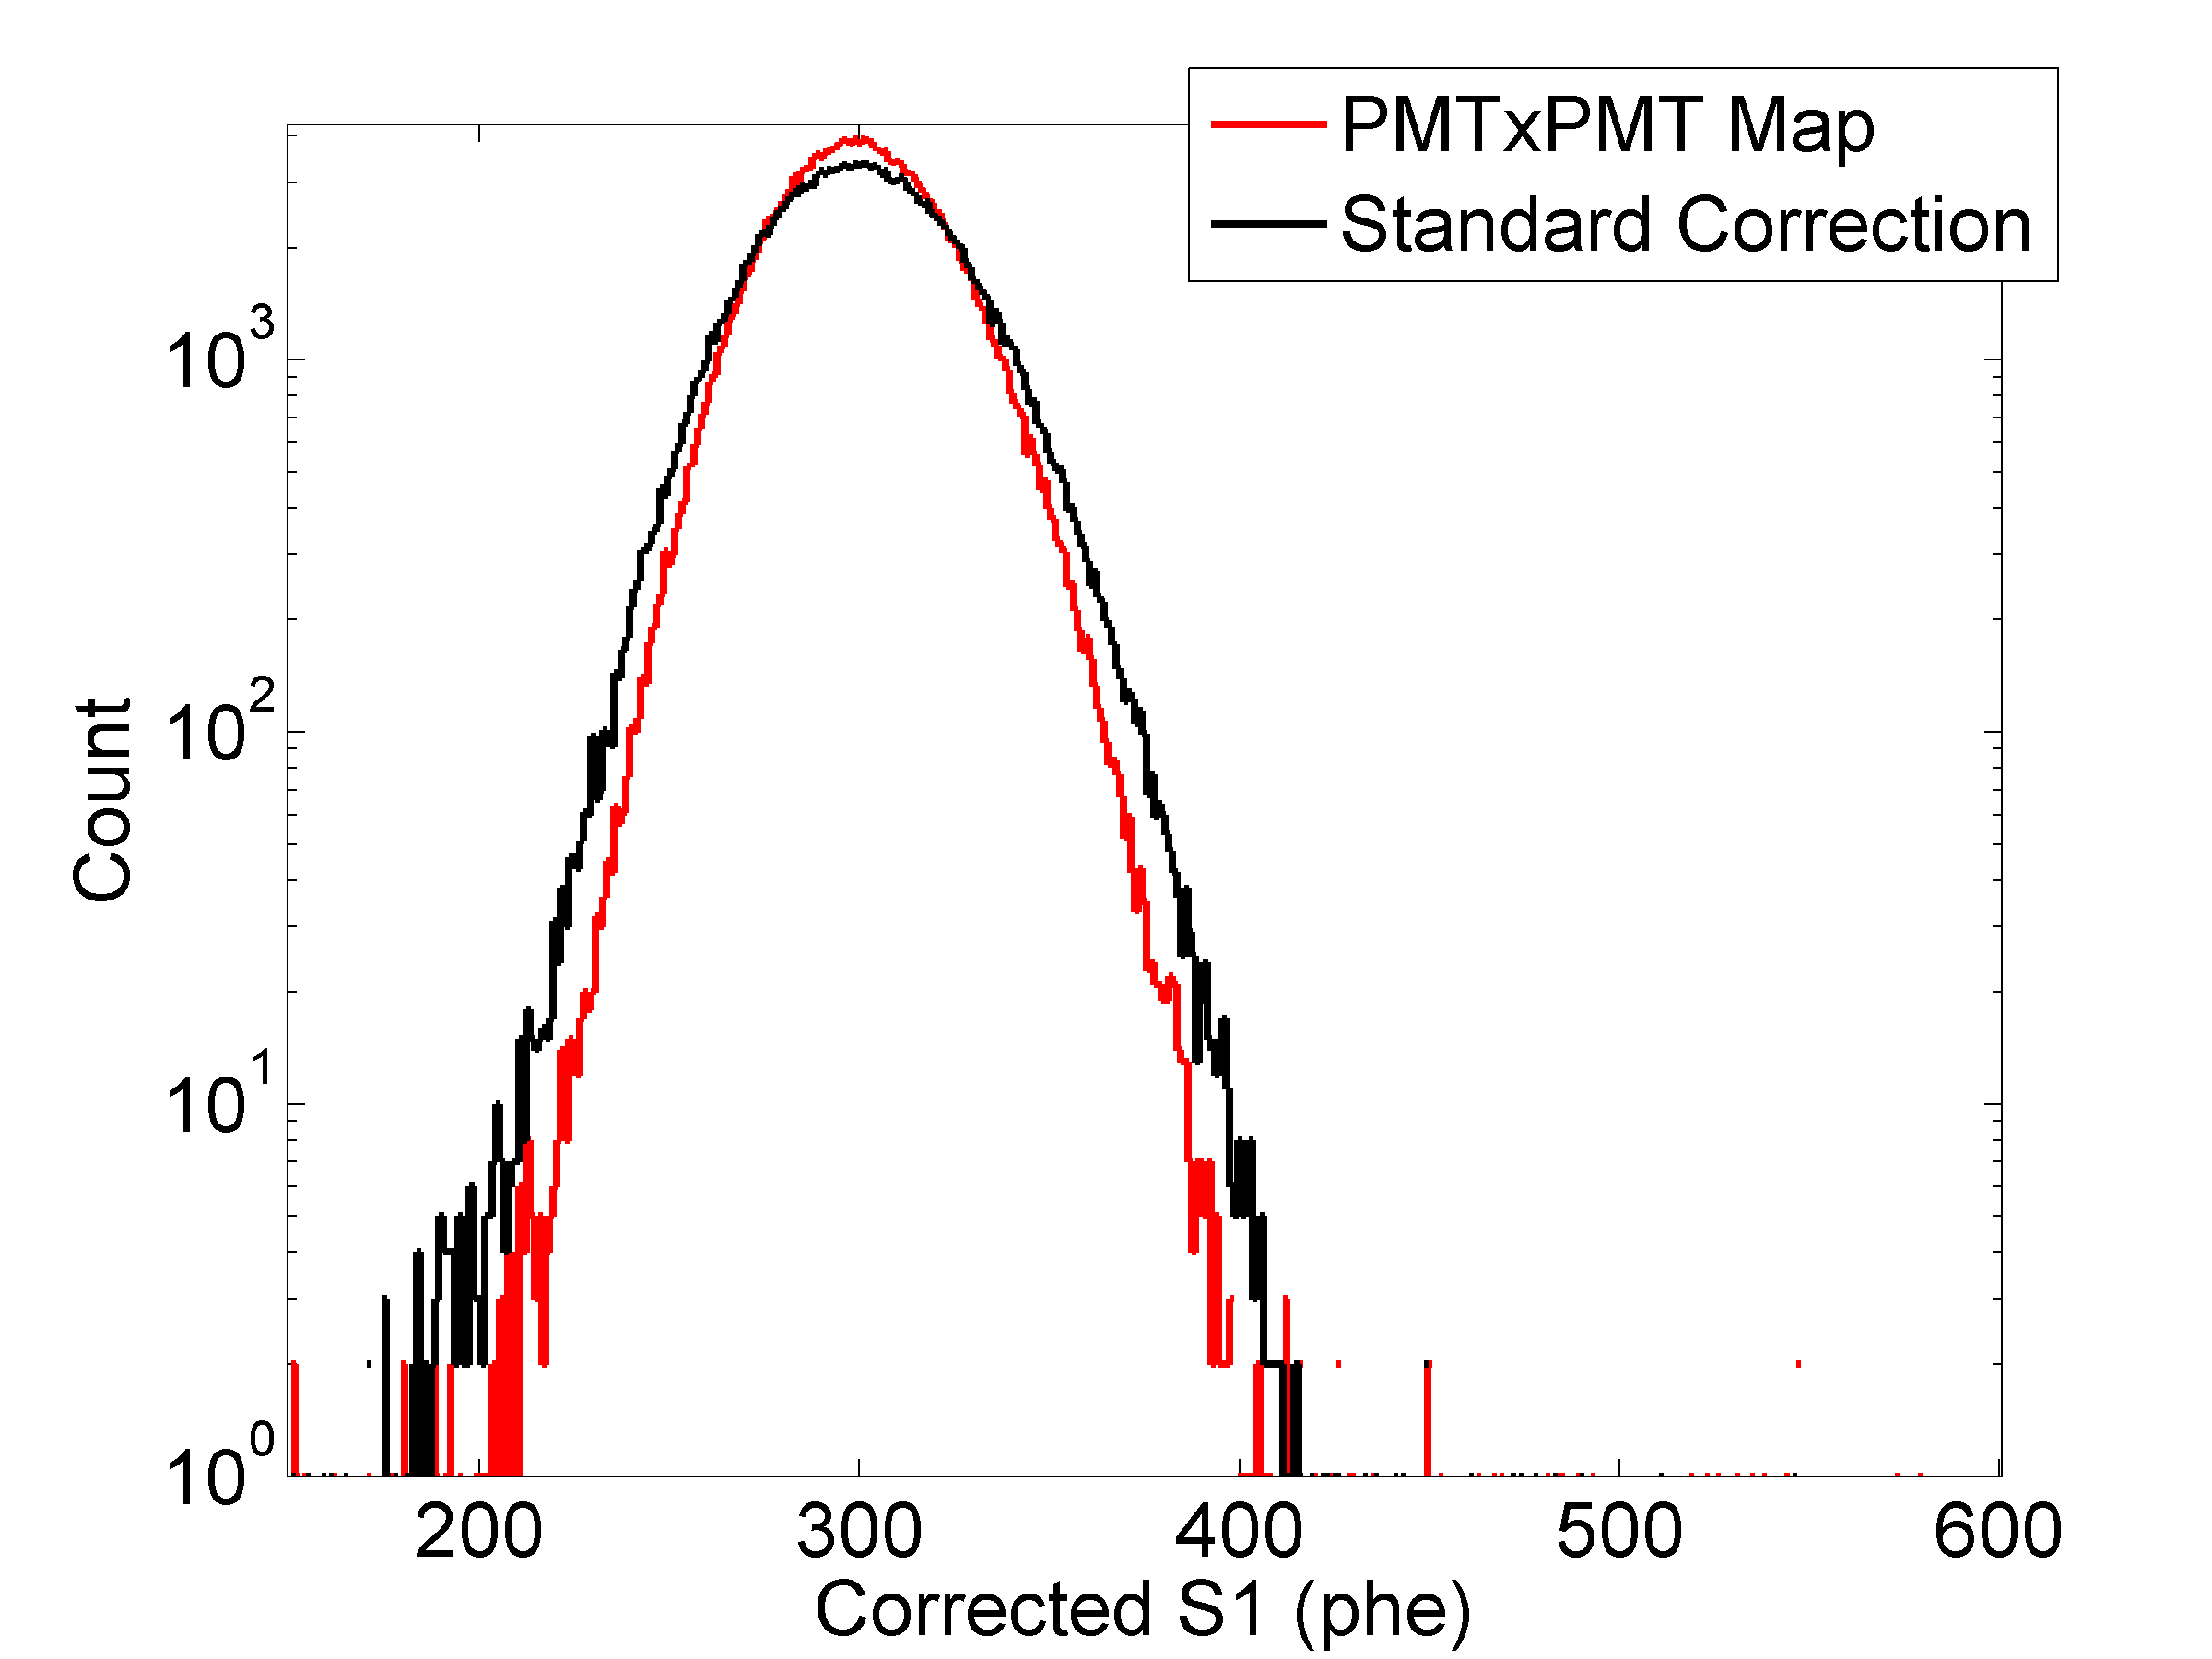 PMTxPMT Map
Standard Correction
10^3
10^2
10^1
10^0
Count
200 300 400 500 600
Corrected S1 (phe)